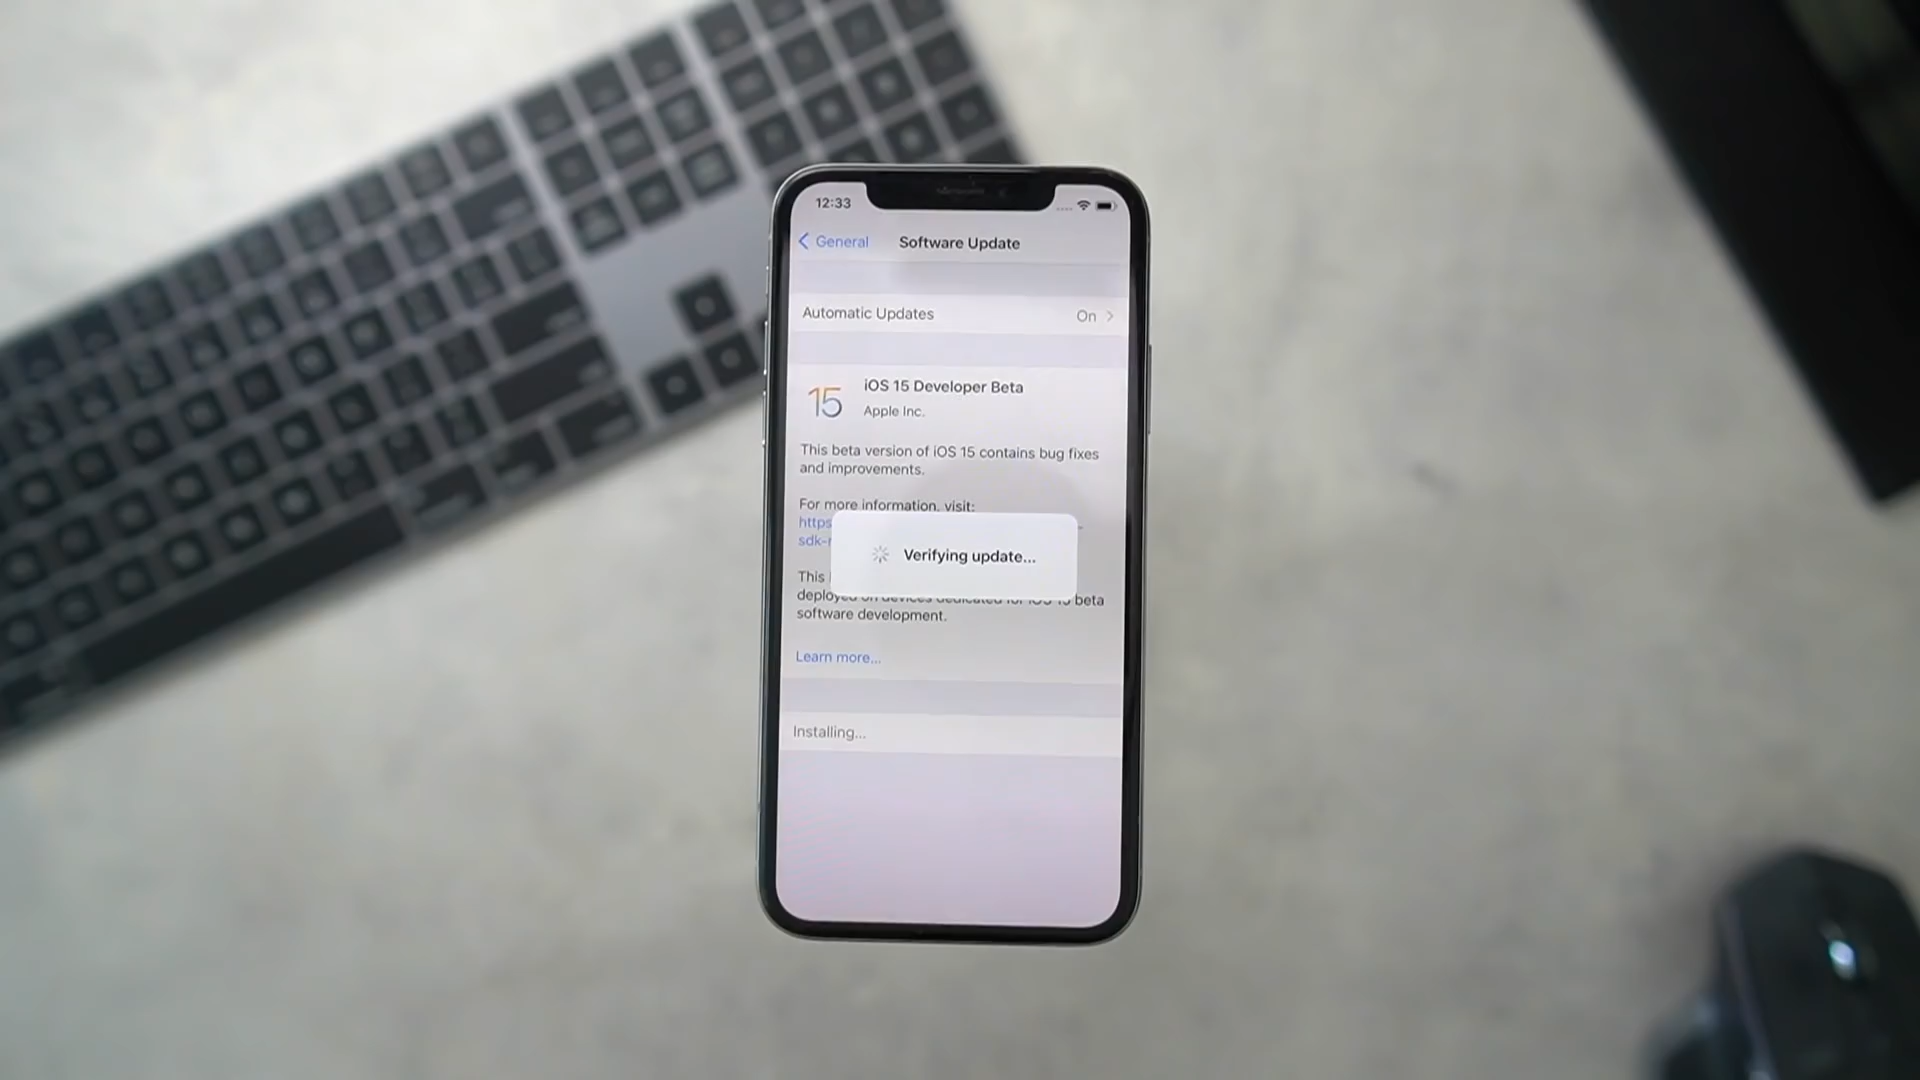 12:33
General
Software Update
Automatic Updates
On
15
iOS 15 Developer Beta
Apple Inc.
This beta version of iOS 15 contains bug fixes
and improvements.
For more information, visit:
https
sdk-
Verifying update...
This
deployed on devices dedicated for iOS 15 beta
software development.
Learn more...
Installing...